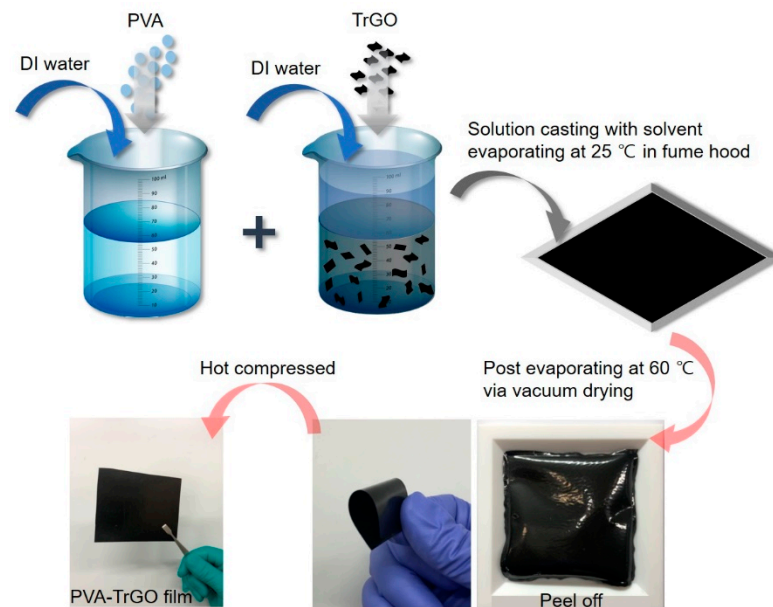 PVA
TrGO
DI water
DI water
Solution casting with solvent
evaporating at 25 ℃ in fume hood
+
Post evaporating at 60 ℃
via vacuum drying
Hot compressed
PVA-TrGO film
Peel off